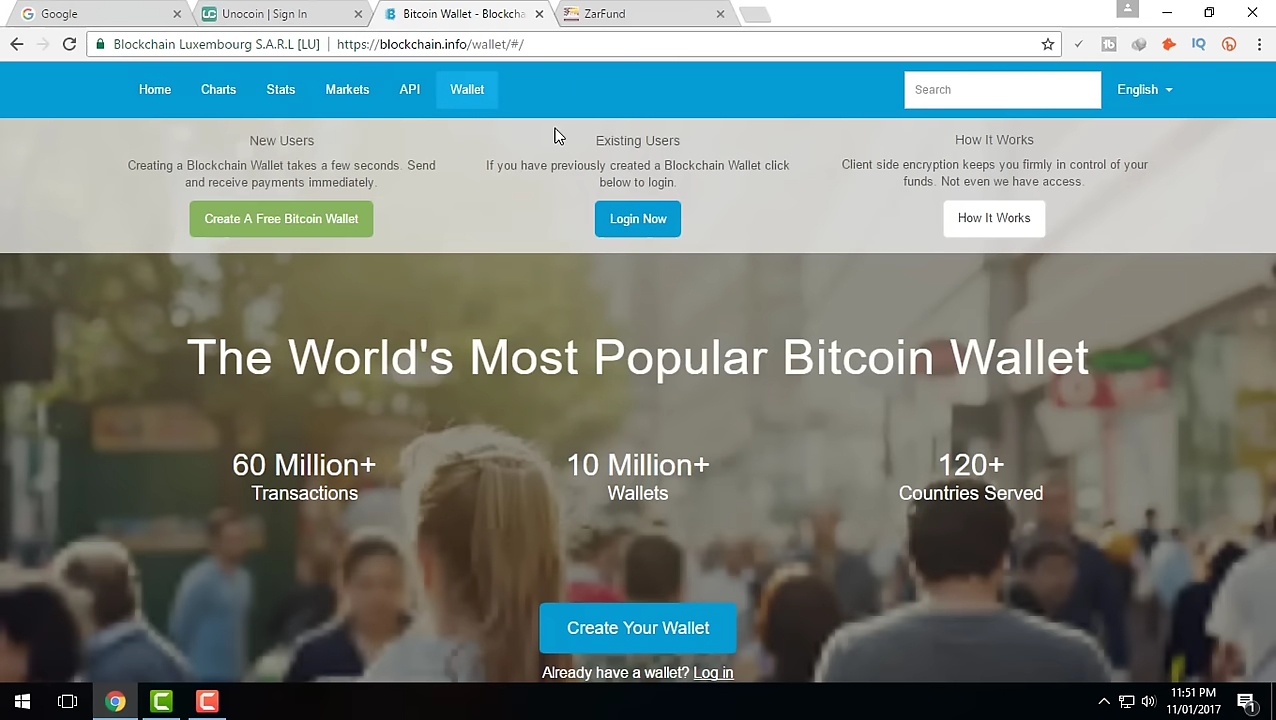 Google
Unocoin | Sign In
Bitcoin Wallet - Blockcha
ZarFund
Blockchain Luxembourg S.A.R.L [LU]
https://blockchain.info/wallet/#/
Home
Charts
Stats
Markets
API
Wallet
Search
English
New Users
Creating a Blockchain Wallet takes a few seconds. Send
and receive payments immediately.
Create A Free Bitcoin Wallet
Existing Users
If you have previously created a Blockchain Wallet click
below to login.
Login Now
How It Works
Client side encryption keeps you firmly in control of your
funds. Not even we have access.
How It Works
The World's Most Popular Bitcoin Wallet
60 Million+
Transactions
10 Million+
Wallets
120+
Countries Served
Create Your Wallet
Already have a wallet? Log in
11:51 PM
11/01/2017
1